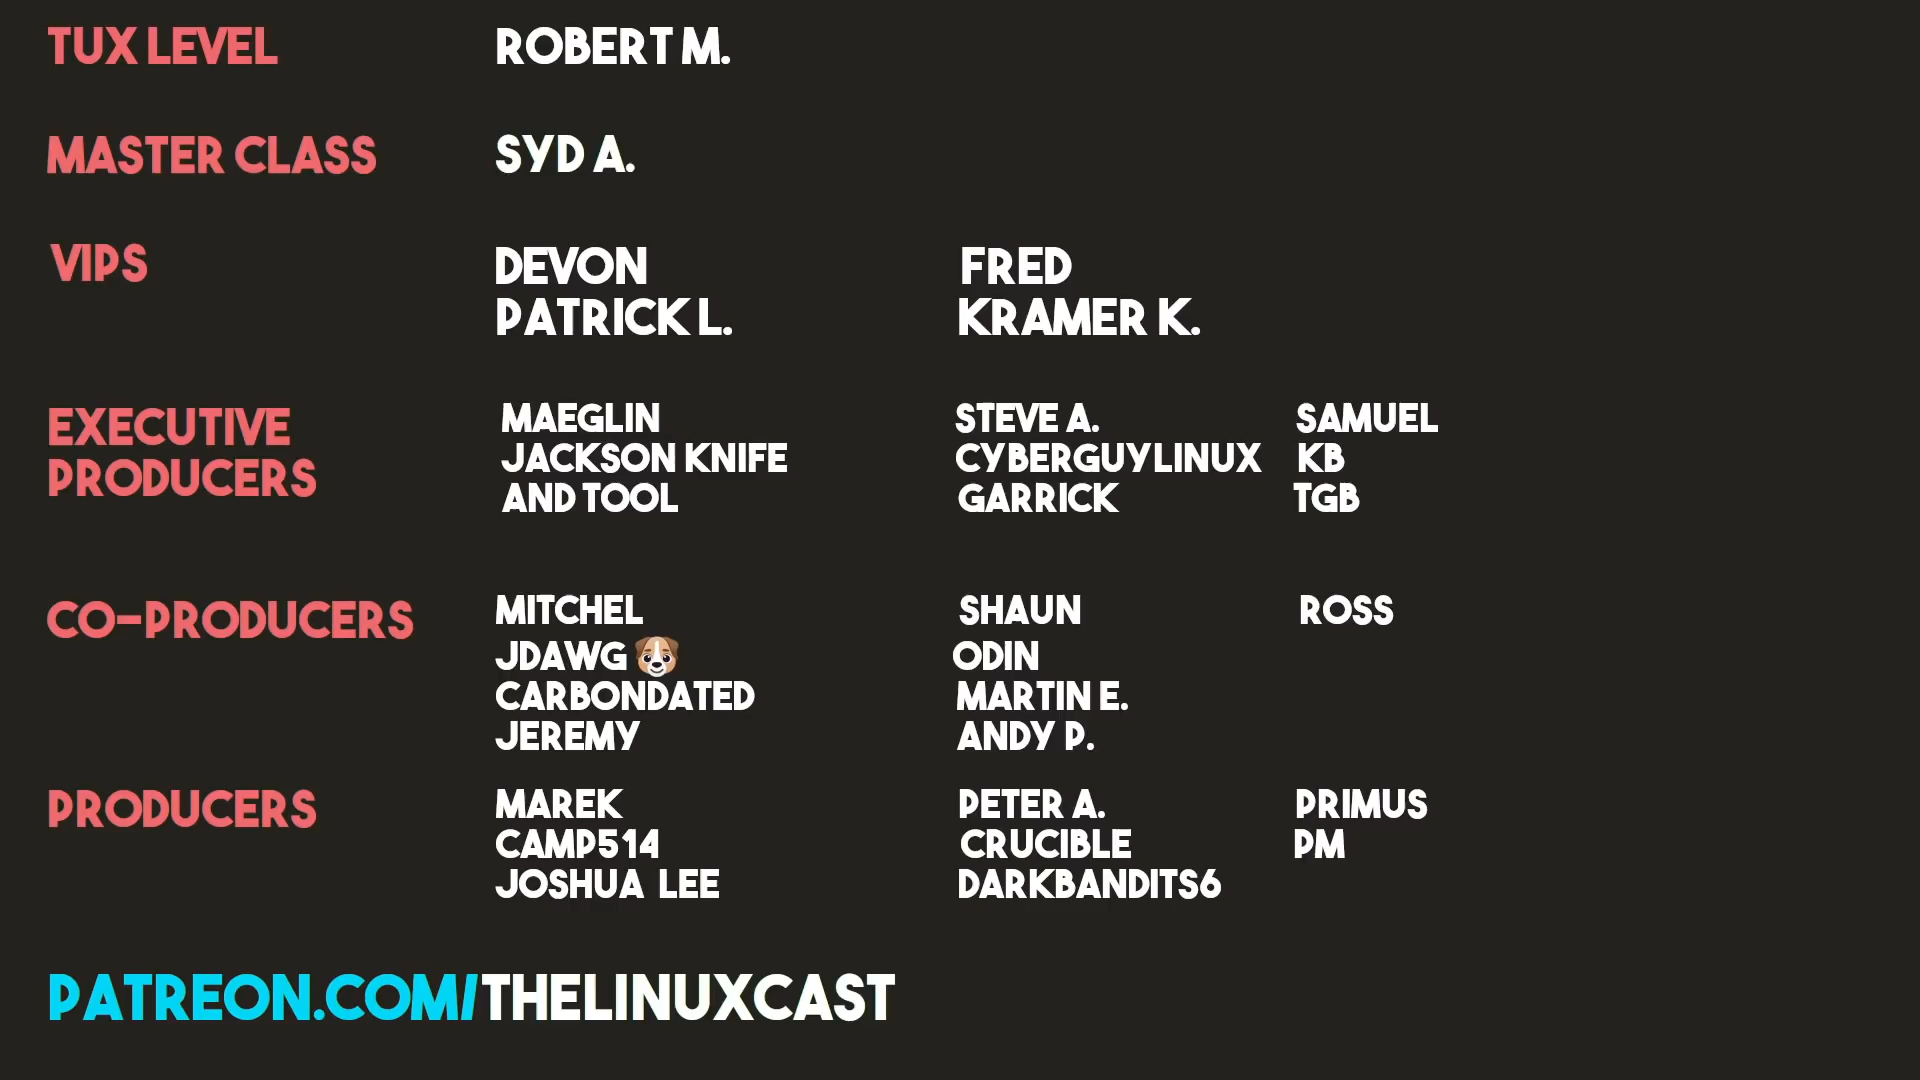 TUX LEVEL ROBERT M.
MASTER CLASS SYD A.
VIPS DEVON FRED
PATRICK L. KRAMER K.
EXECUTIVE PRODUCERS
MAEGLIN STEVE A. SAMUEL
JACKSON KNIFE CYBERGUYLINUX KB
AND TOOL GARRICK TGB
CO-PRODUCERS MITCHEL SHAUN ROSS
JDAWG 🐶 ODIN
CARBONDATED MARTIN E.
JEREMY ANDY P.
PRODUCERS MAREK PETER A. PRIMUS
CAMP514 CRUCIBLE PM
JOSHUA LEE DARKBANDITS6
PATREON.COM/THELINUXCAST